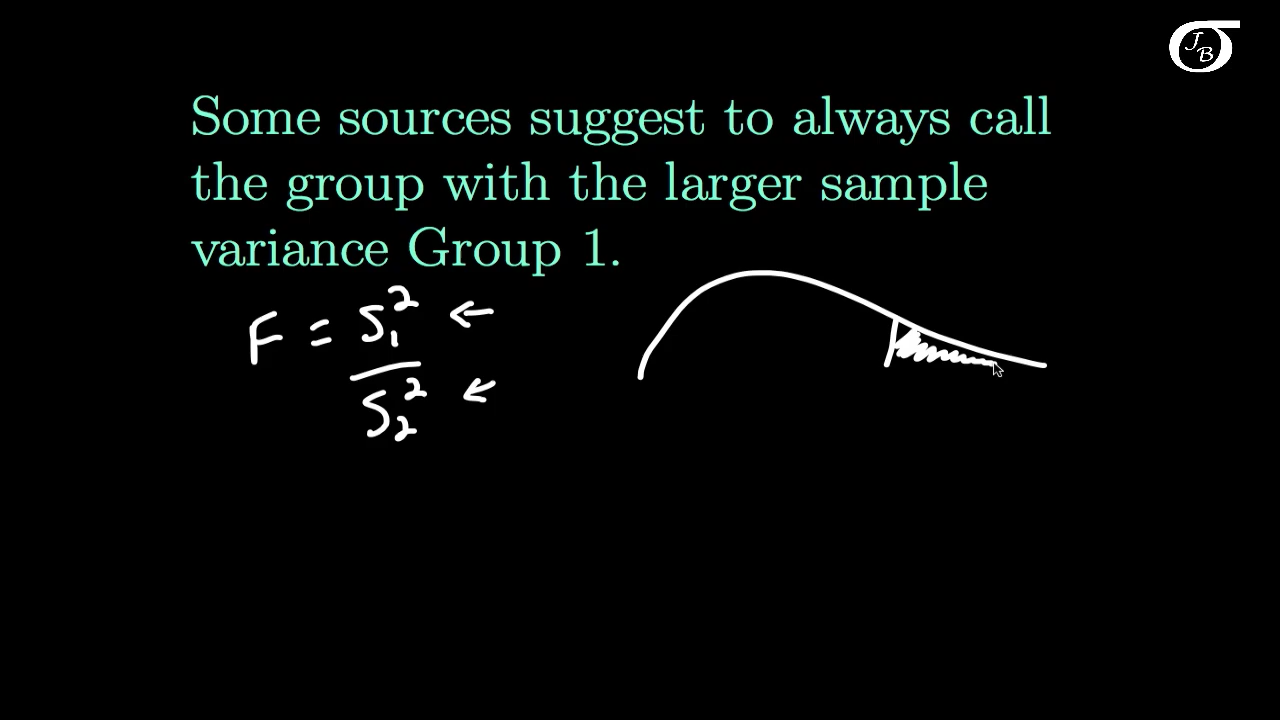 JB
Some sources suggest to always call
the group with the larger sample
variance Group 1.
F = S₁²
S₂²